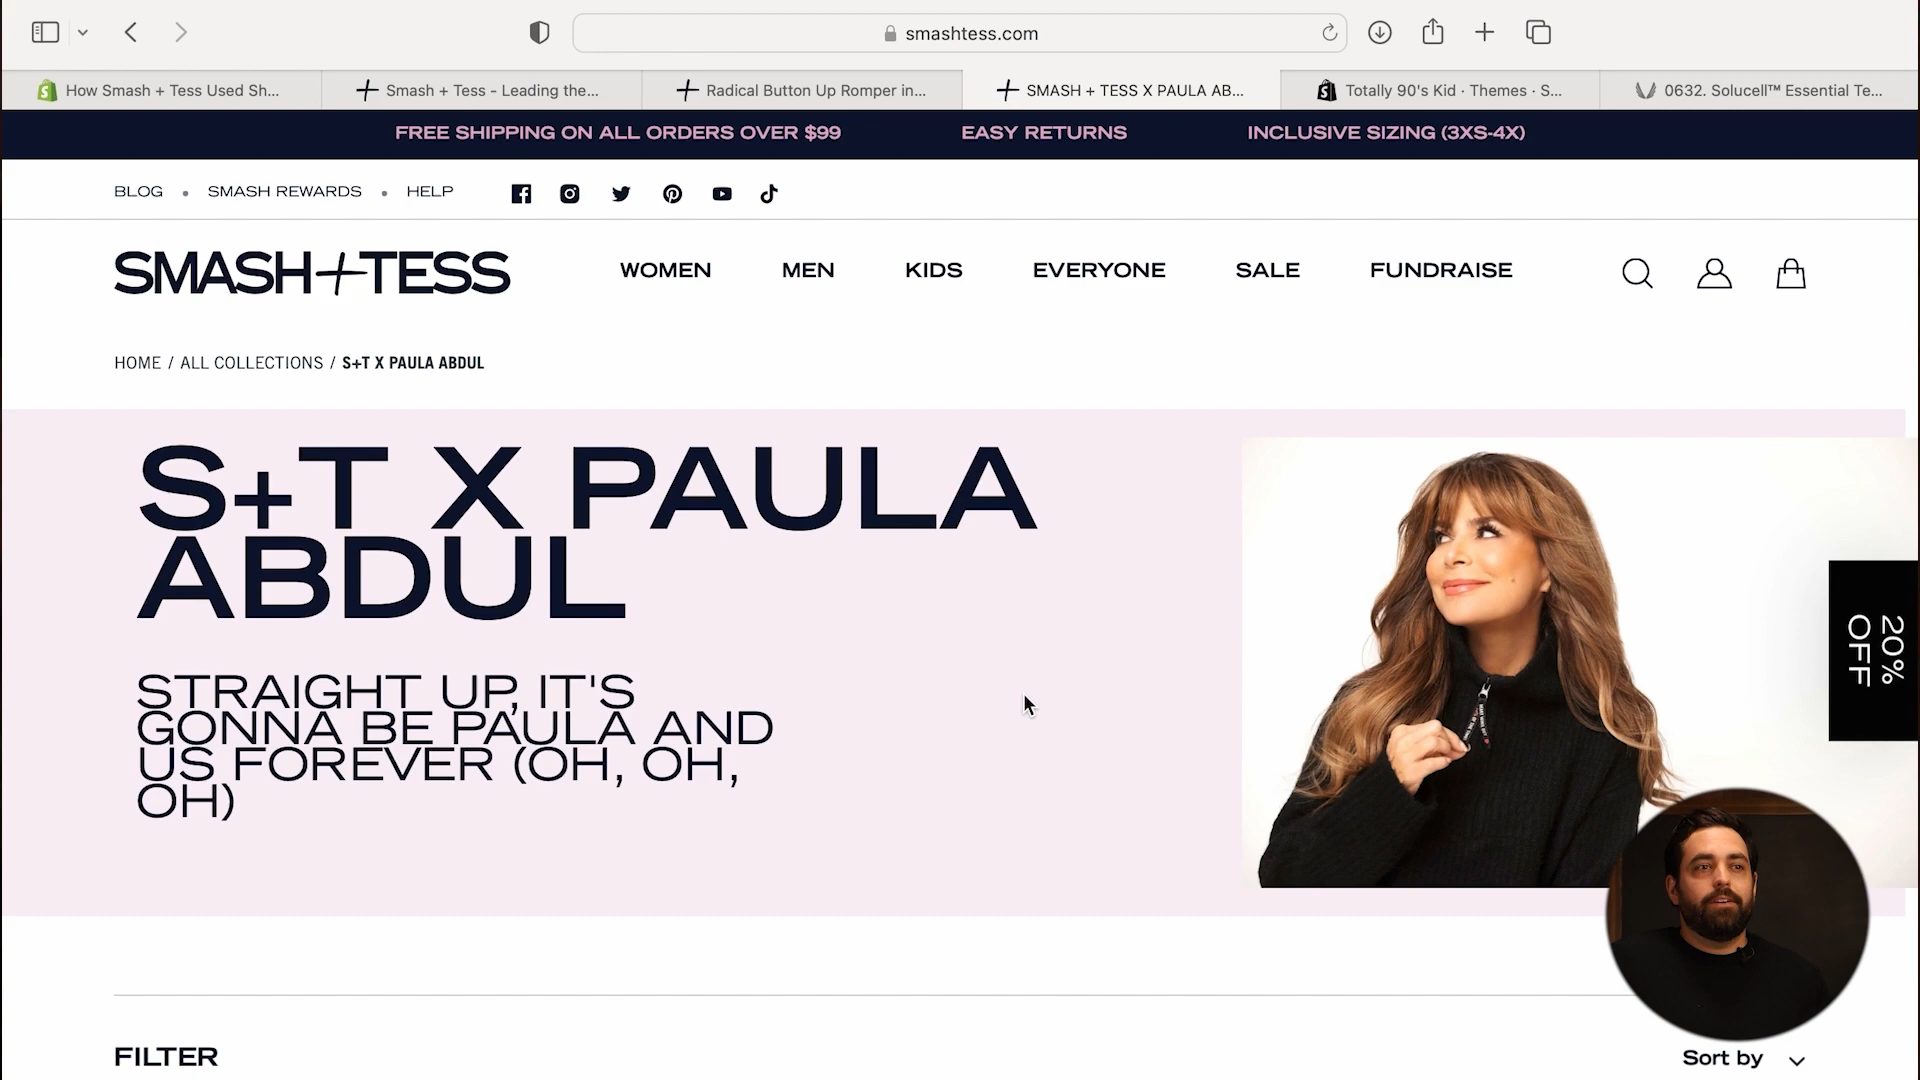 smashtess.com
How Smash + Tess Used Sh...
Smash + Tess - Leading the...
Radical Button Up Romper in...
SMASH + TESS X PAULA AB...
Totally 90's Kid · Themes · S...
0632. Solucell™ Essential Te...
FREE SHIPPING ON ALL ORDERS OVER $99
EASY RETURNS
INCLUSIVE SIZING (3XS-4X)
BLOG • SMASH REWARDS • HELP
SMASH+TESS
WOMEN
MEN
KIDS
EVERYONE
SALE
FUNDRAISE
HOME / ALL COLLECTIONS / S+T X PAULA ABDUL
S+T X PAULA
ABDUL
STRAIGHT UP, IT'S
GONNA BE PAULA AND
US FOREVER (OH, OH,
OH)
20%
OFF
FILTER
Sort by